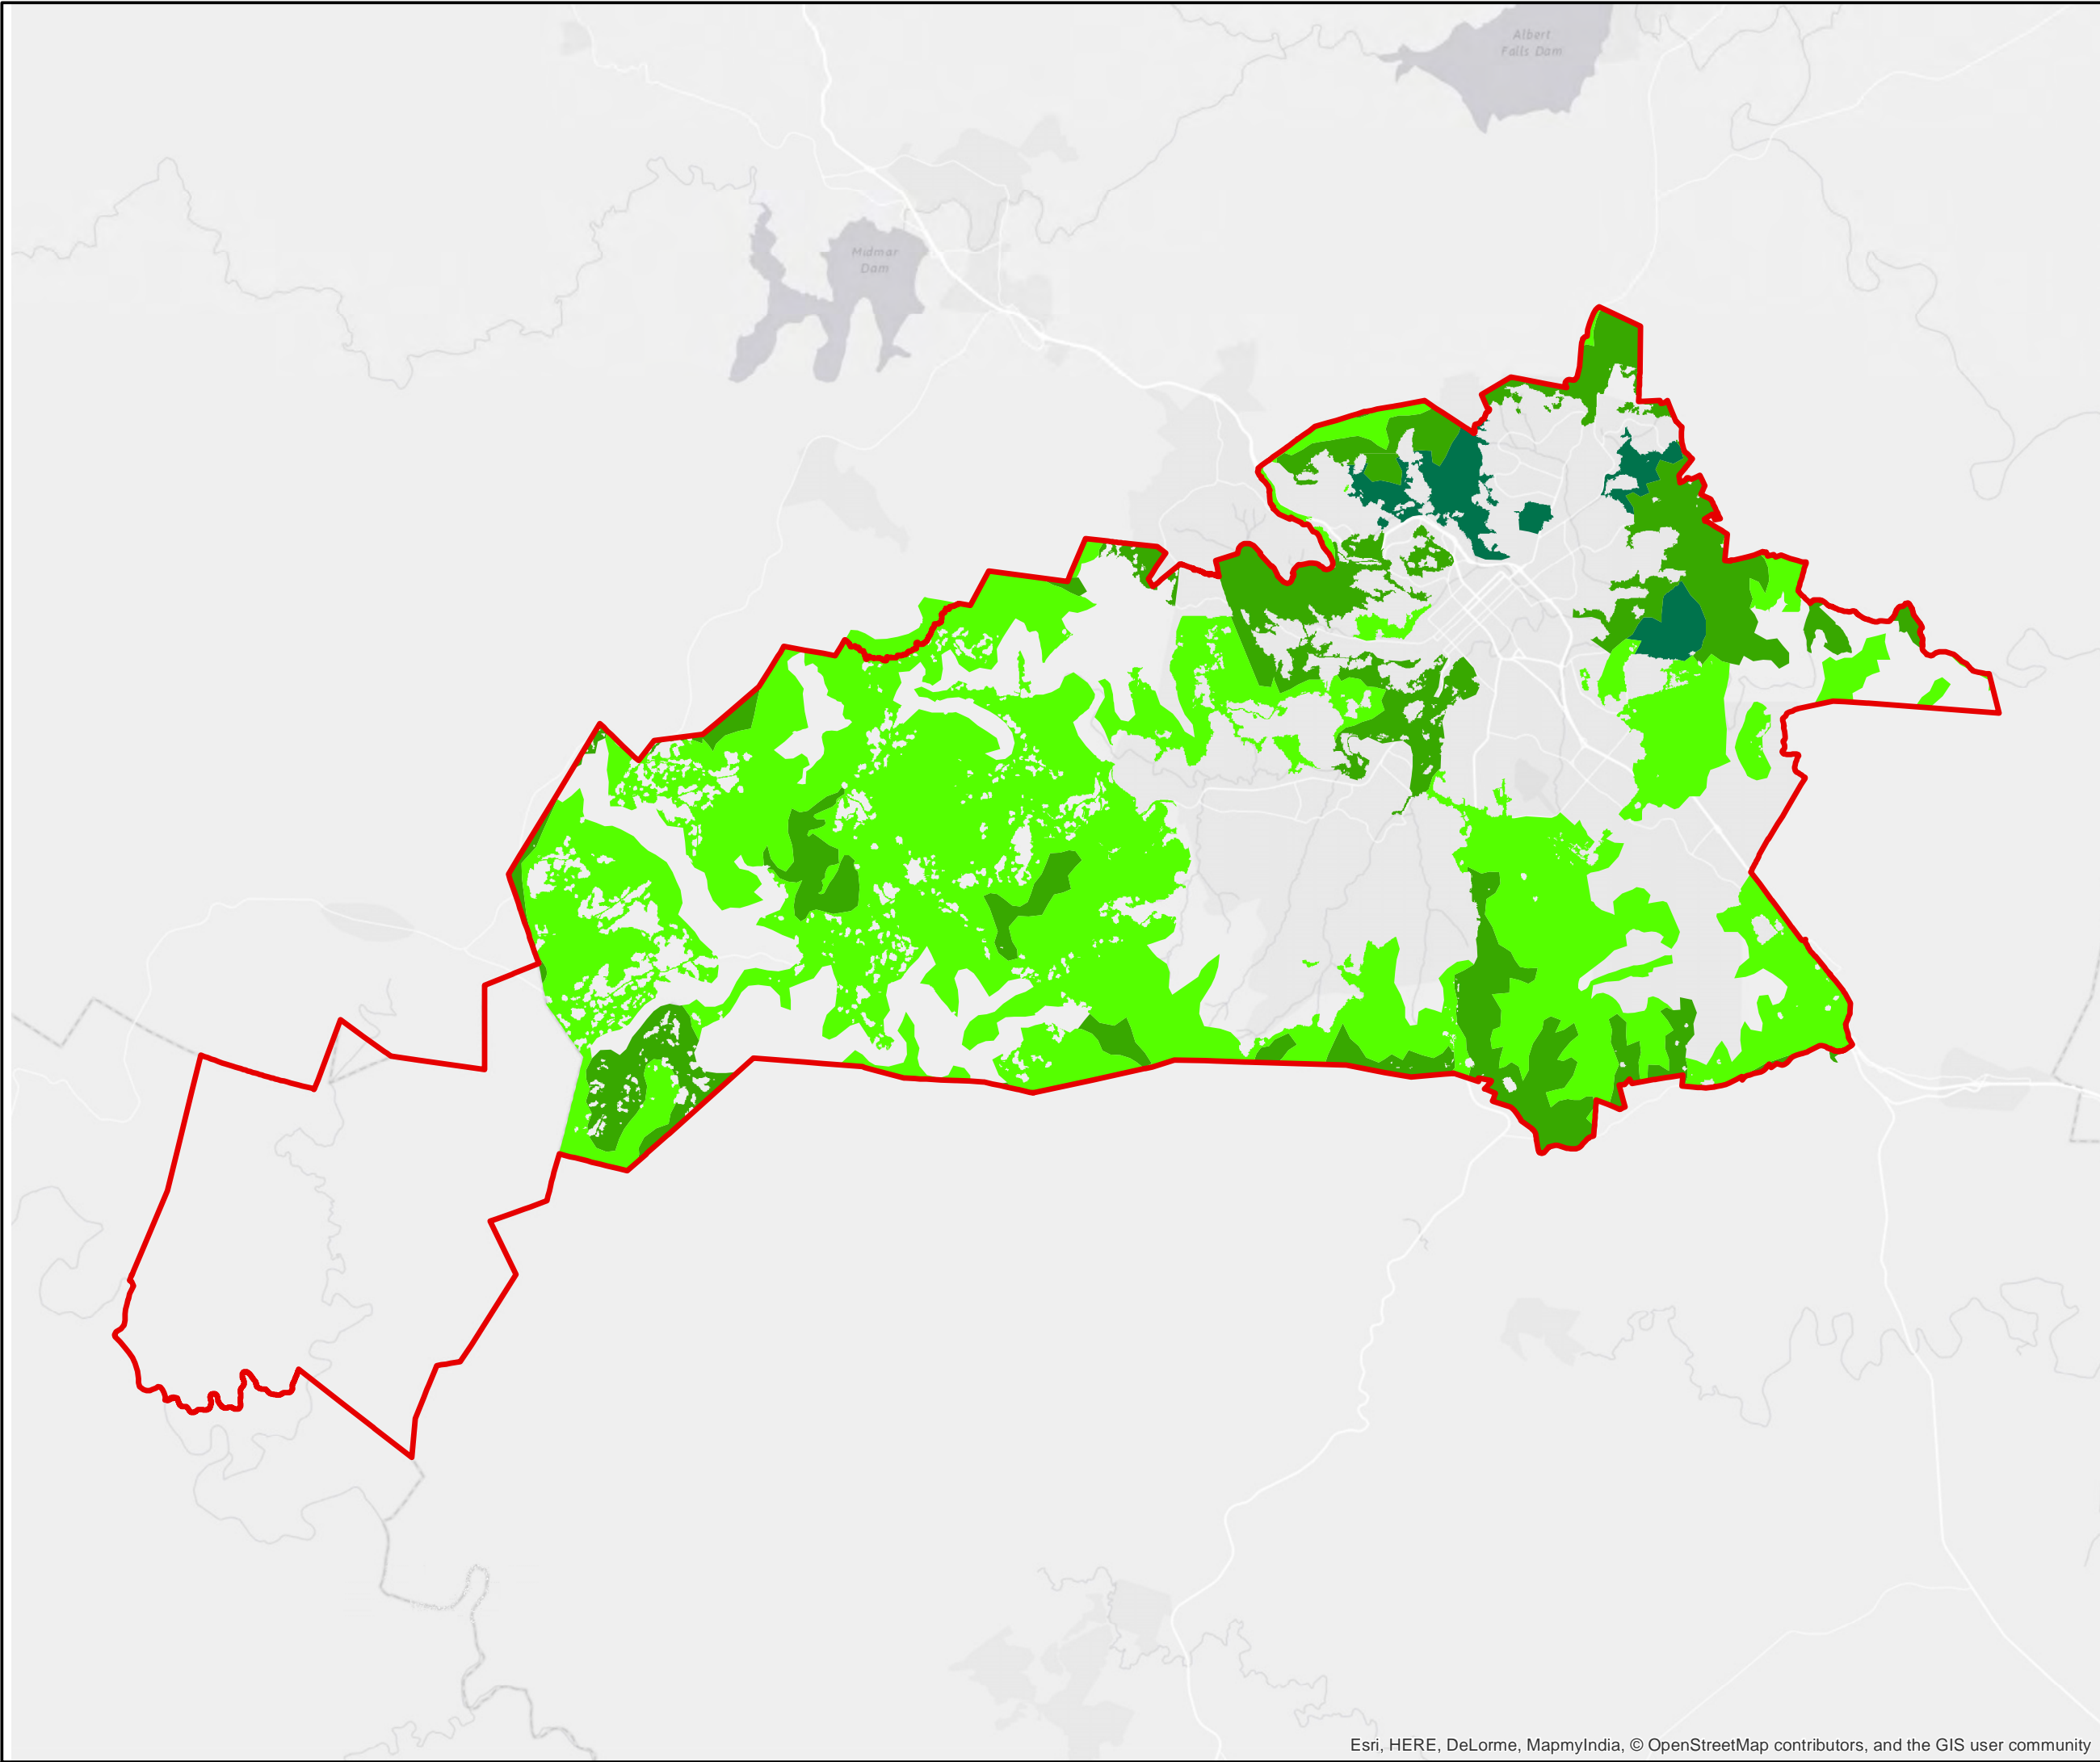 Albert
Falls Dam
Midmar
Dam
Esri, HERE, DeLorme, MapmyIndia, © OpenStreetMap contributors, and the GIS user community